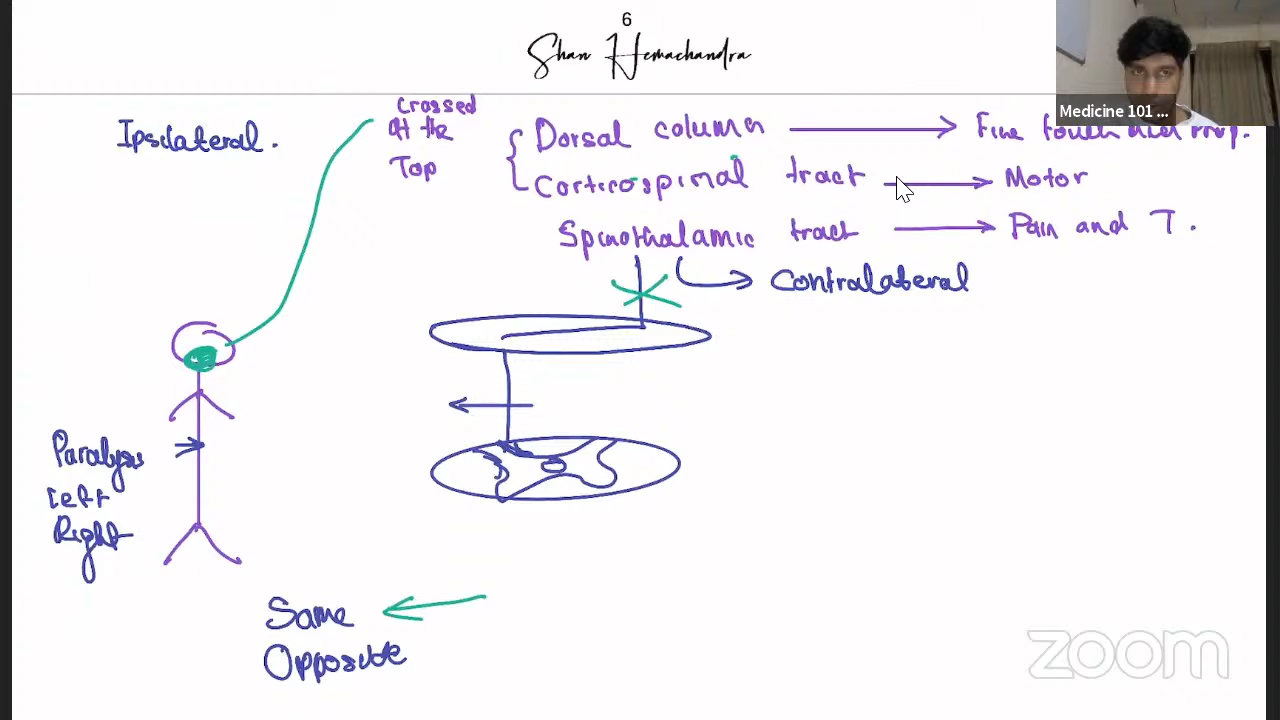 6
Shan Hemachandra
Medicine 101 ...
Ipsilateral.
Crossed
At the
Top
Dorsal column → Fine touch and Prop.
Corticospinal tract → Motor
Spinothalamic tract → Pain and T.
Contralateral
Paralysis
Left
Right
Same
Opposite
zoom